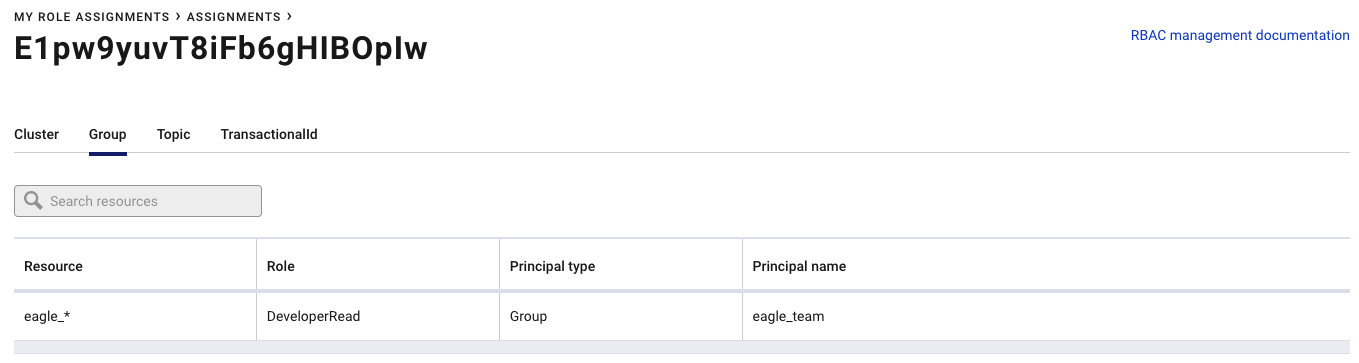 MY ROLE ASSIGNMENTS › ASSIGNMENTS ›
E1pw9yuvT8iFb6gHIBOpIw
RBAC management documentation
Cluster Group Topic TransactionalId
Search resources
Resource Role Principal type Principal name
eagle_* DeveloperRead Group eagle_team